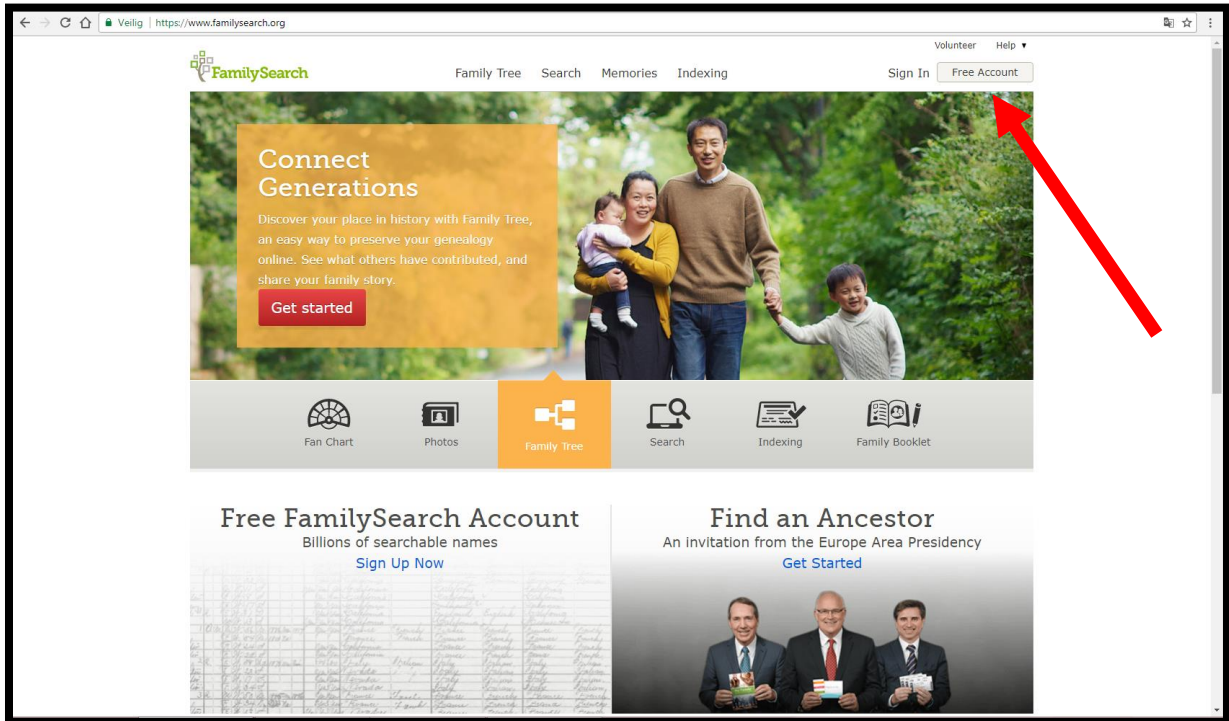 Veilig | https://www.familysearch.org
Volunteer Help ▼
FamilySearch
Family Tree Search Memories Indexing
Sign In Free Account
Connect
Generations
Discover your place in history with Family Tree,
an easy way to preserve your genealogy
online. See what others have contributed, and
share your family story.
Get started
Fan Chart Photos Family Tree Search Indexing Family Booklet
Free FamilySearch Account
Billions of searchable names
Sign Up Now
Find an Ancestor
An invitation from the Europe Area Presidency
Get Started